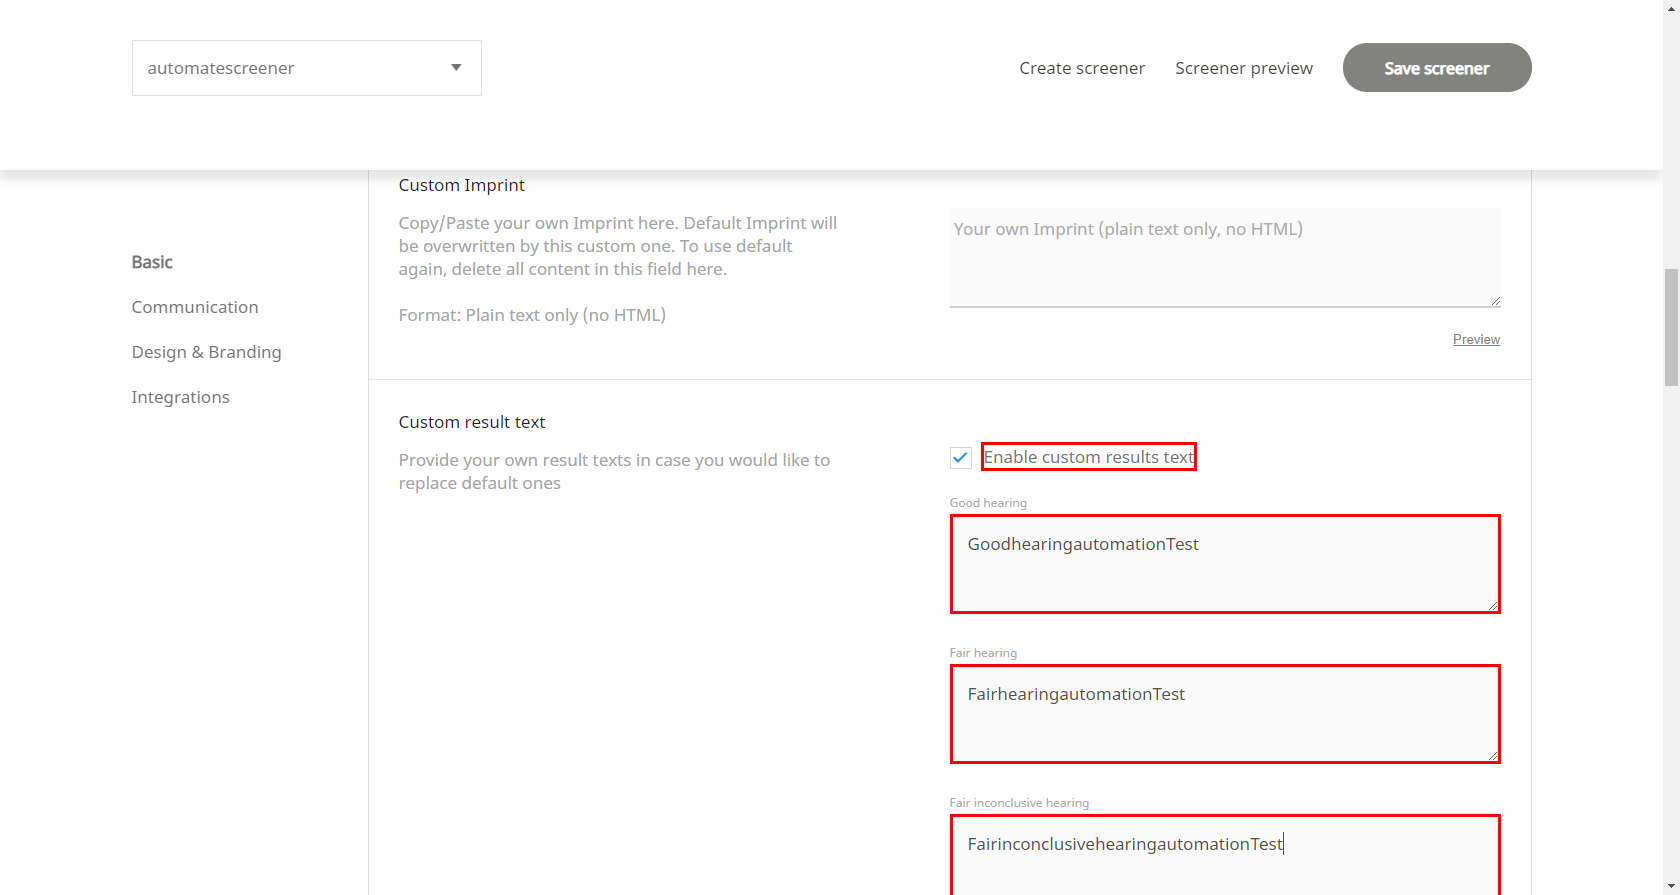 automatescreener
Create screener
Screener preview
Save screener
Basic
Communication
Design & Branding
Integrations
Custom Imprint
Copy/Paste your own Imprint here. Default Imprint will
be overwritten by this custom one. To use default
again, delete all content in this field here.
Format: Plain text only (no HTML)
Your own Imprint (plain text only, no HTML)
Preview
Custom result text
Provide your own result texts in case you would like to
replace default ones
Enable custom results text
Good hearing
GoodhearingautomationTest
Fair hearing
FairhearingautomationTest
Fair inconclusive hearing
FairinconclusivehearingautomationTest